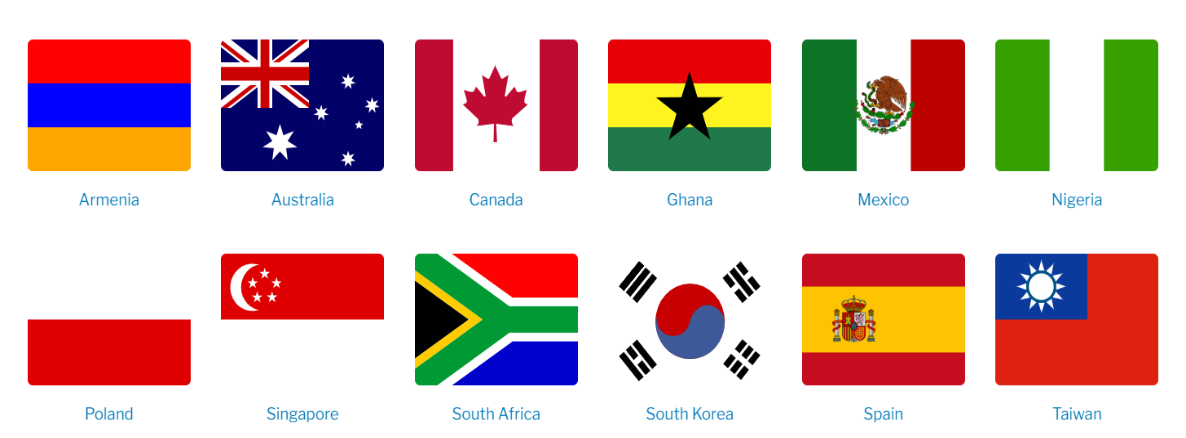 Armenia
Australia
Canada
Ghana
Mexico
Nigeria
Poland
Singapore
South Africa
South Korea
Spain
Taiwan